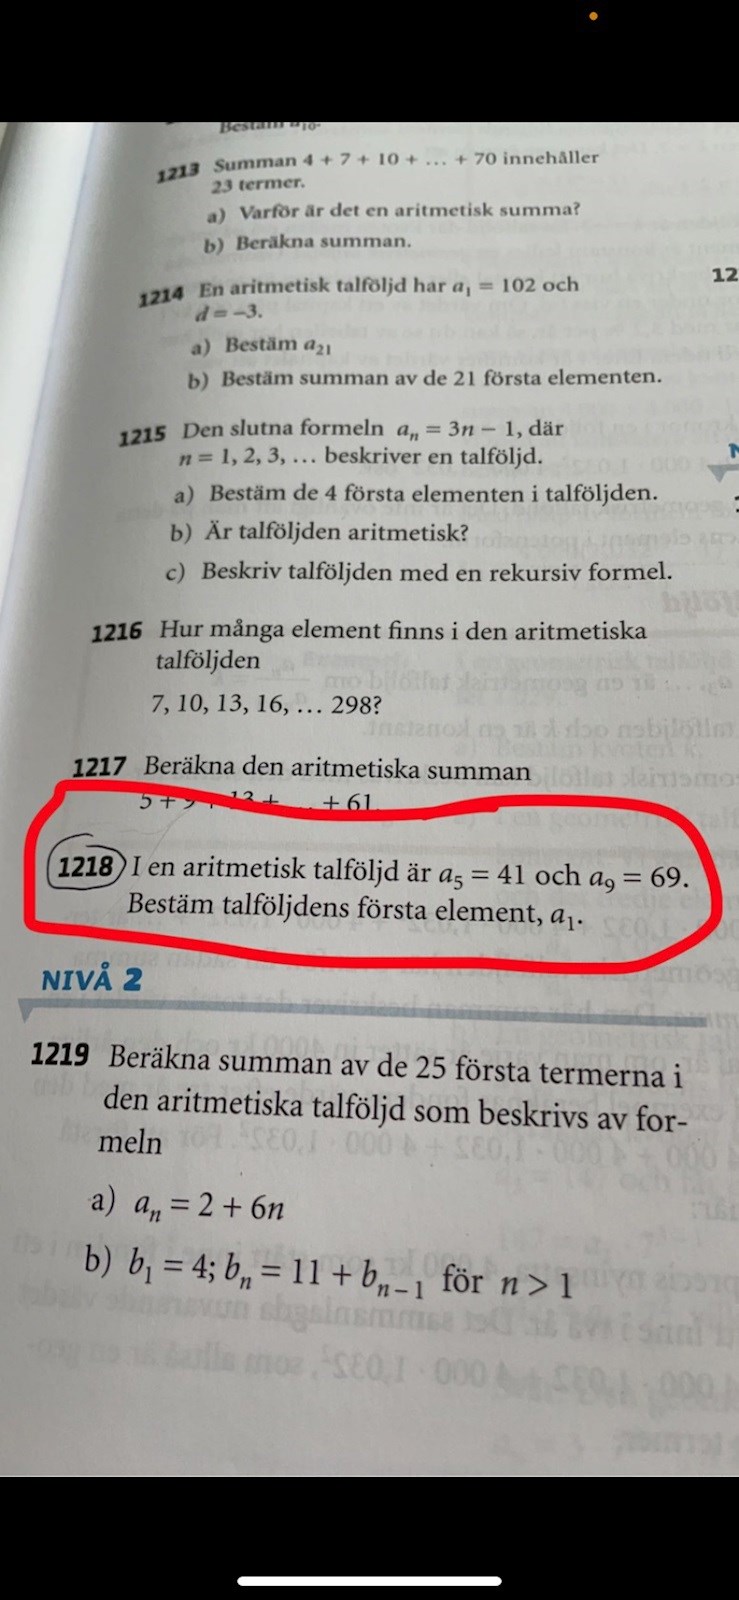 Bestäm a₁₀.
1213 Summan 4 + 7 + 10 + … + 70 innehåller
23 termer.
a) Varför är det en aritmetisk summa?
b) Beräkna summan.
1214 En aritmetisk talföljd har a₁ = 102 och
d = –3.
a) Bestäm a₂₁
b) Bestäm summan av de 21 första elementen.
12
1215 Den slutna formeln aₙ = 3n – 1, där
n = 1, 2, 3, … beskriver en talföljd.
a) Bestäm de 4 första elementen i talföljden.
b) Är talföljden aritmetisk?
c) Beskriv talföljden med en rekursiv formel.
1216 Hur många element finns i den aritmetiska
talföljden
7, 10, 13, 16, … 298?
1217 Beräkna den aritmetiska summan
5 + 9 + 13 + … + 61.
1218 I en aritmetisk talföljd är a₅ = 41 och a₉ = 69.
Bestäm talföljdens första element, a₁.
NIVÅ 2
1219 Beräkna summan av de 25 första termerna i
den aritmetiska talföljd som beskrivs av for-
meln
a) aₙ = 2 + 6n
b) b₁ = 4; bₙ = 11 + bₙ₋₁ för n > 1